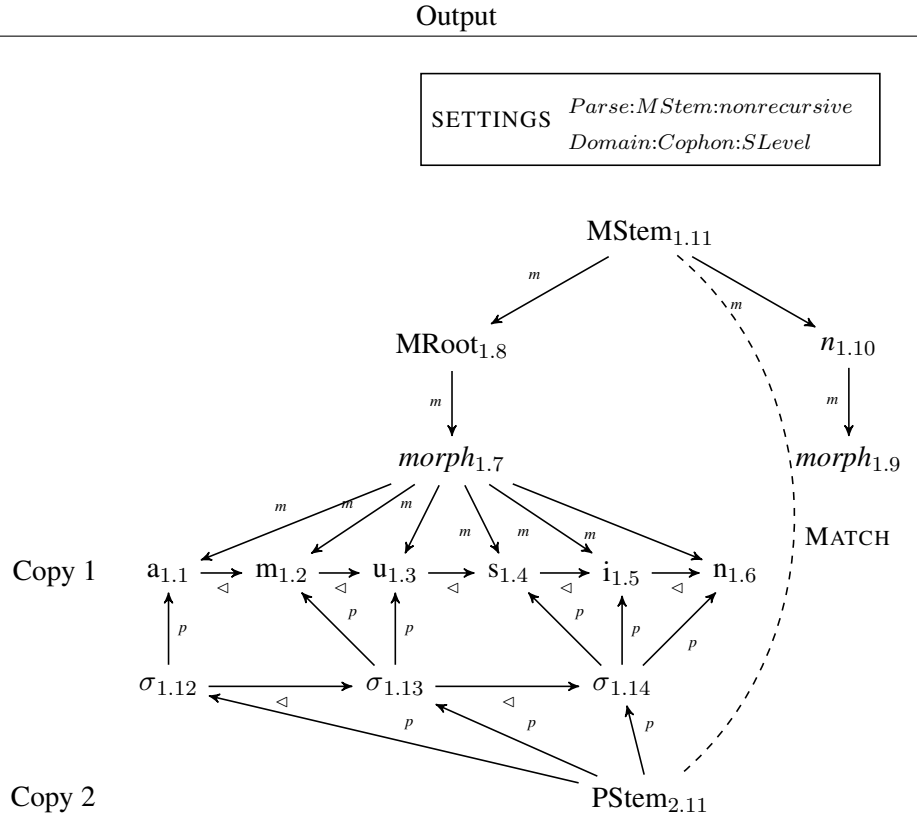 Output
SETTINGS Parse:MStem:nonrecursive
Domain:Cophon:SLevel
MStem1.11
m m
MRoot1.8 n1.10
m m
morph1.7 morph1.9
m m m m m m
MATCH
Copy 1 a1.1 m1.2 u1.3 s1.4 i1.5 n1.6
◁ ◁ ◁ ◁ ◁
p p p p p p
σ1.12 σ1.13 σ1.14
◁ ◁
p p p
Copy 2 PStem2.11